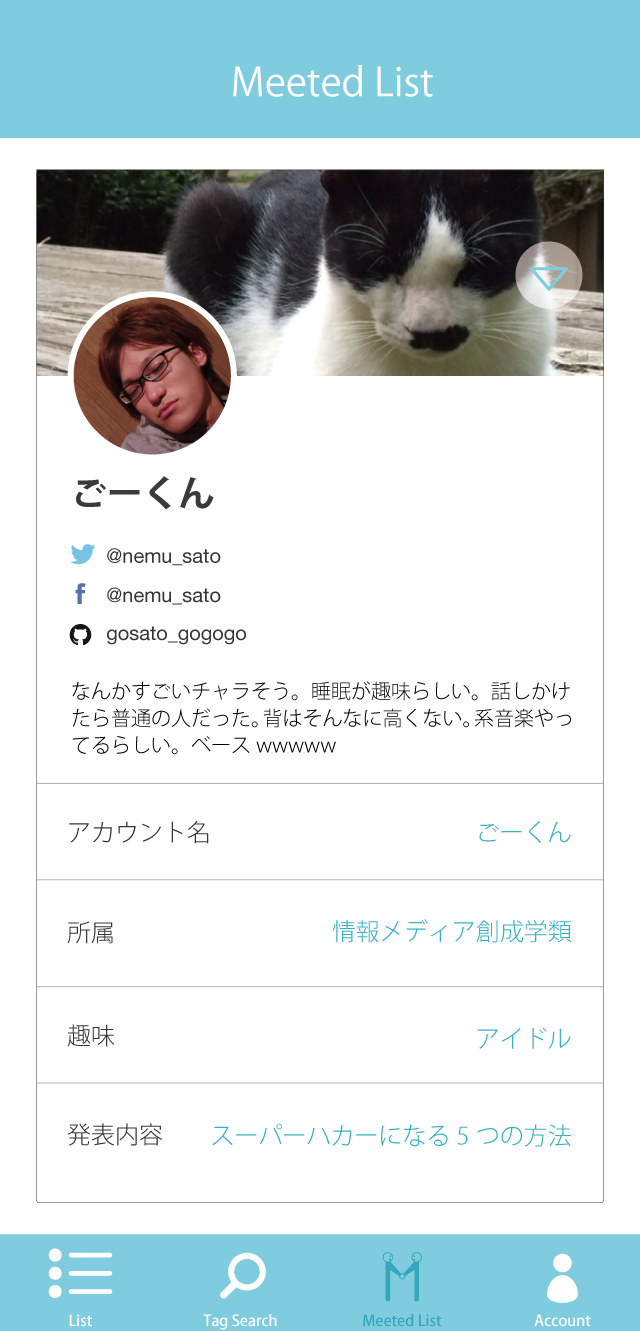 Meeted List
ごーくん
@nemu_sato
@nemu_sato
gosato_gogogo
なんかすごいチャラそう。睡眠が趣味らしい。話しかけ
たら普通の人だった。背はそんなに高くない。系音楽やっ
てるらしい。ベース wwwww
アカウント名 ごーくん
所属 情報メディア創成学類
趣味 アイドル
発表内容 スーパーハカーになる 5 つの方法
List Tag Search Meeted List Account